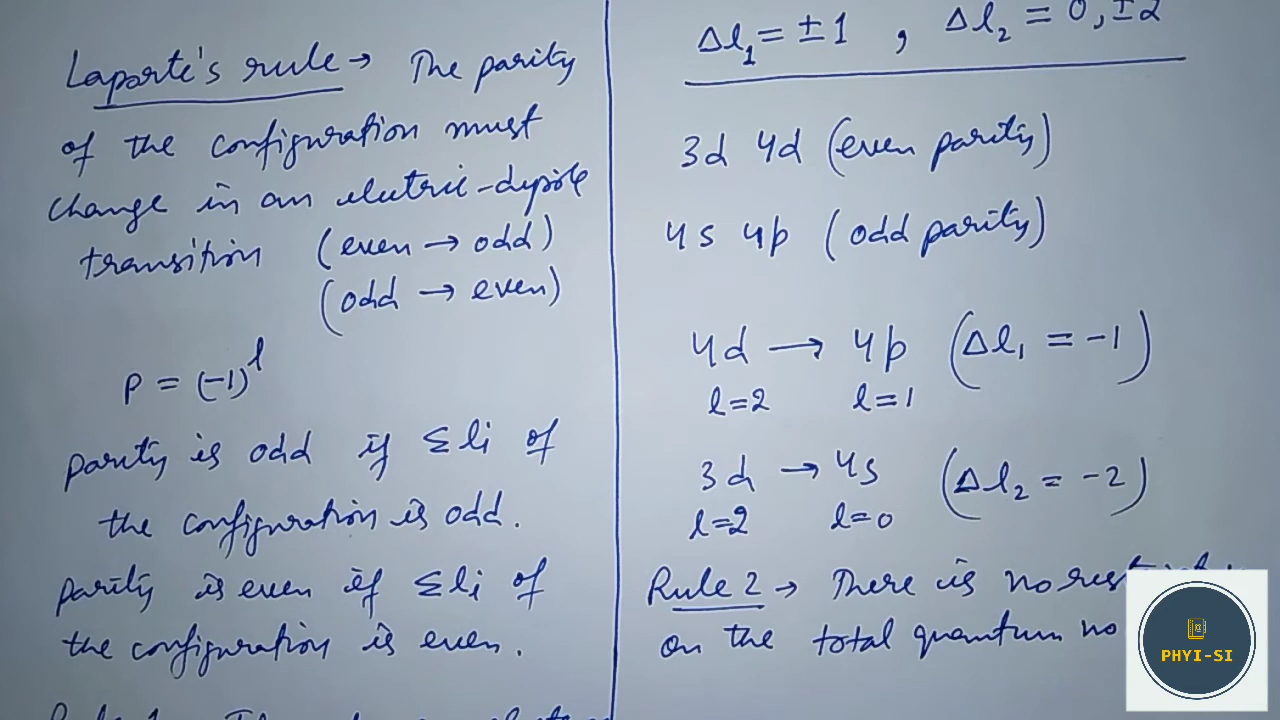 Laporte's rule → The parity
of the configuration must
change in an electric-dipole
transition (even → odd)
(odd → even)
P = (-1)^l
parity is odd if Σli of
the configuration is odd.
parity is even if Σli of
the configuration is even.
Δl₁ = ±1 , Δl₂ = 0, ±2
3d 4d (even parity)
4s 4p (odd parity)
4d → 4p (Δl₁ = -1)
l=2 l=1
3d → 4s (Δl₂ = -2)
l=2 l=0
Rule 2 → There is no
on the total quantum no
PHYI-SI